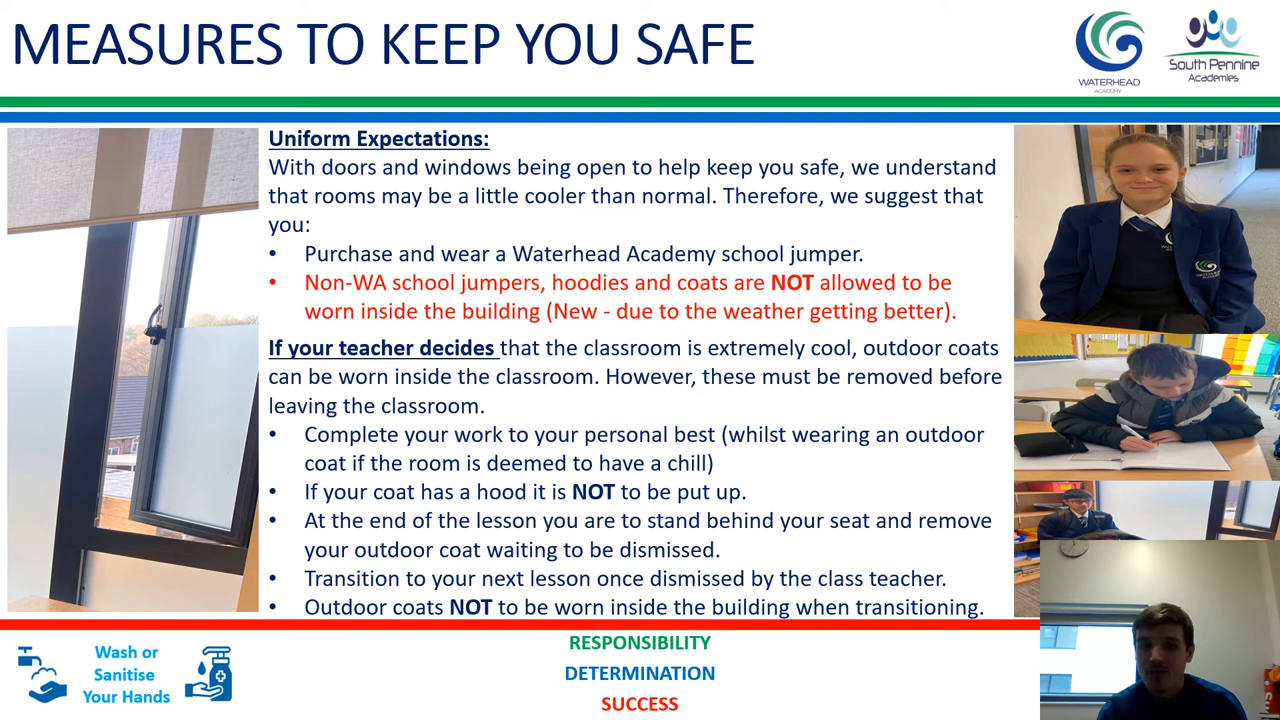 MEASURES TO KEEP YOU SAFE
WATERHEAD
ACADEMY
South Pennine
Academies
Uniform Expectations:
With doors and windows being open to help keep you safe, we understand
that rooms may be a little cooler than normal. Therefore, we suggest that
you:
• Purchase and wear a Waterhead Academy school jumper.
• Non-WA school jumpers, hoodies and coats are NOT allowed to be
worn inside the building (New - due to the weather getting better).
If your teacher decides that the classroom is extremely cool, outdoor coats
can be worn inside the classroom. However, these must be removed before
leaving the classroom.
• Complete your work to your personal best (whilst wearing an outdoor
coat if the room is deemed to have a chill)
• If your coat has a hood it is NOT to be put up.
• At the end of the lesson you are to stand behind your seat and remove
your outdoor coat waiting to be dismissed.
• Transition to your next lesson once dismissed by the class teacher.
• Outdoor coats NOT to be worn inside the building when transitioning.
Wash or
Sanitise
Your Hands
RESPONSIBILITY
DETERMINATION
SUCCESS